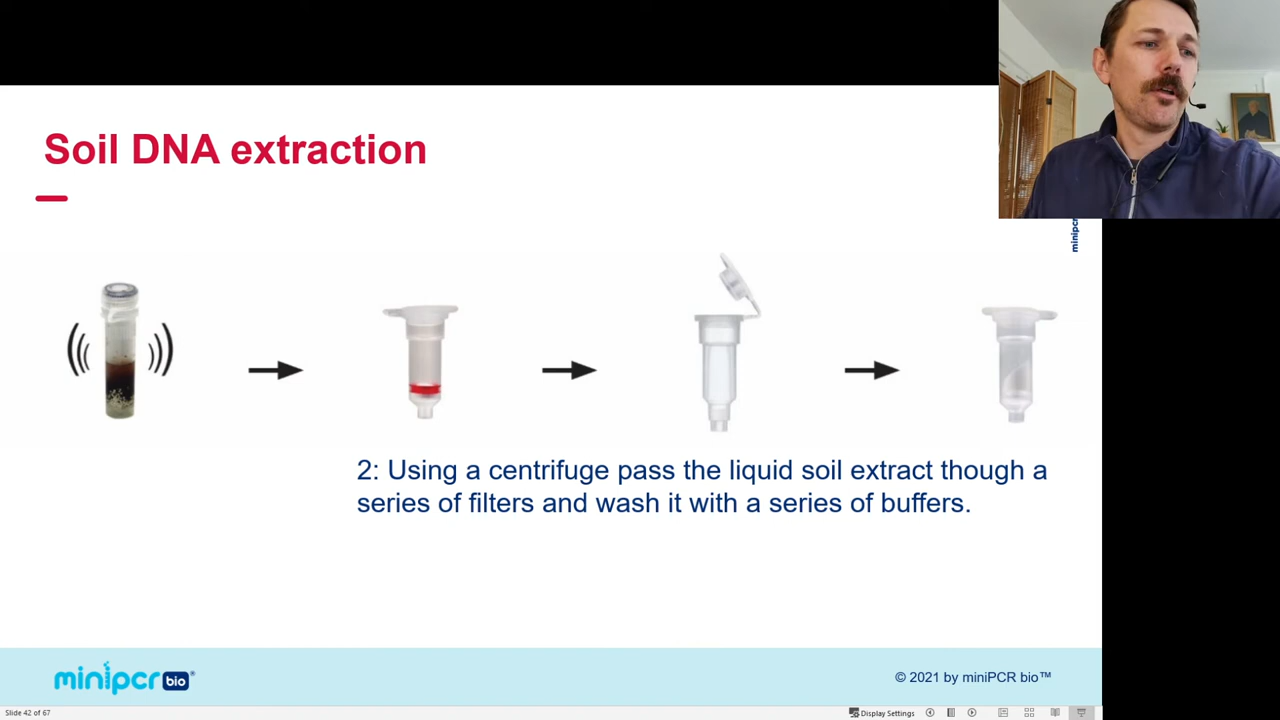 Soil DNA extraction
minipcr
2: Using a centrifuge pass the liquid soil extract though a
series of filters and wash it with a series of buffers.
minipcr bio®
© 2021 by miniPCR bio™
Slide 42 of 67
Display Settings